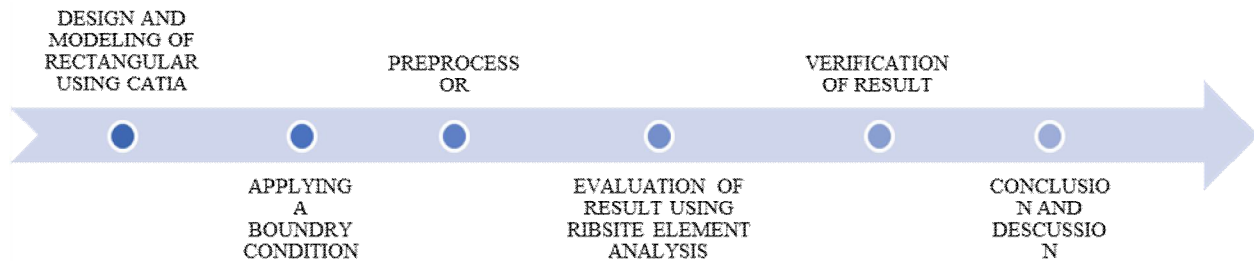 DESIGN AND
MODELING OF
RECTANGULAR
USING CATIA
APPLYING
A
BOUNDRY
CONDITION
PREPROCESS
OR
EVALUATION OF
RESULT USING
RIBSITE ELEMENT
ANALYSIS
VERIFICATION
OF RESULT
CONCLUSIO
N AND
DESCUSSIO
N